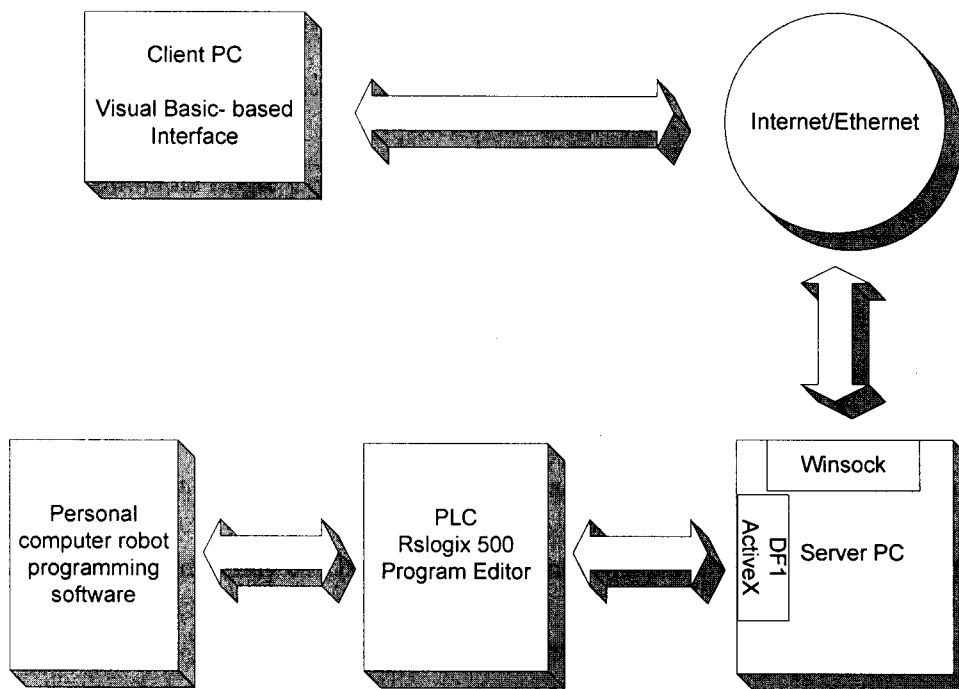 Client PC
Visual Basic- based
Interface
Internet/Ethernet
Personal
computer robot
programming
software
PLC
Rslogix 500
Program Editor
Winsock
DF1
ActiveX
Server PC